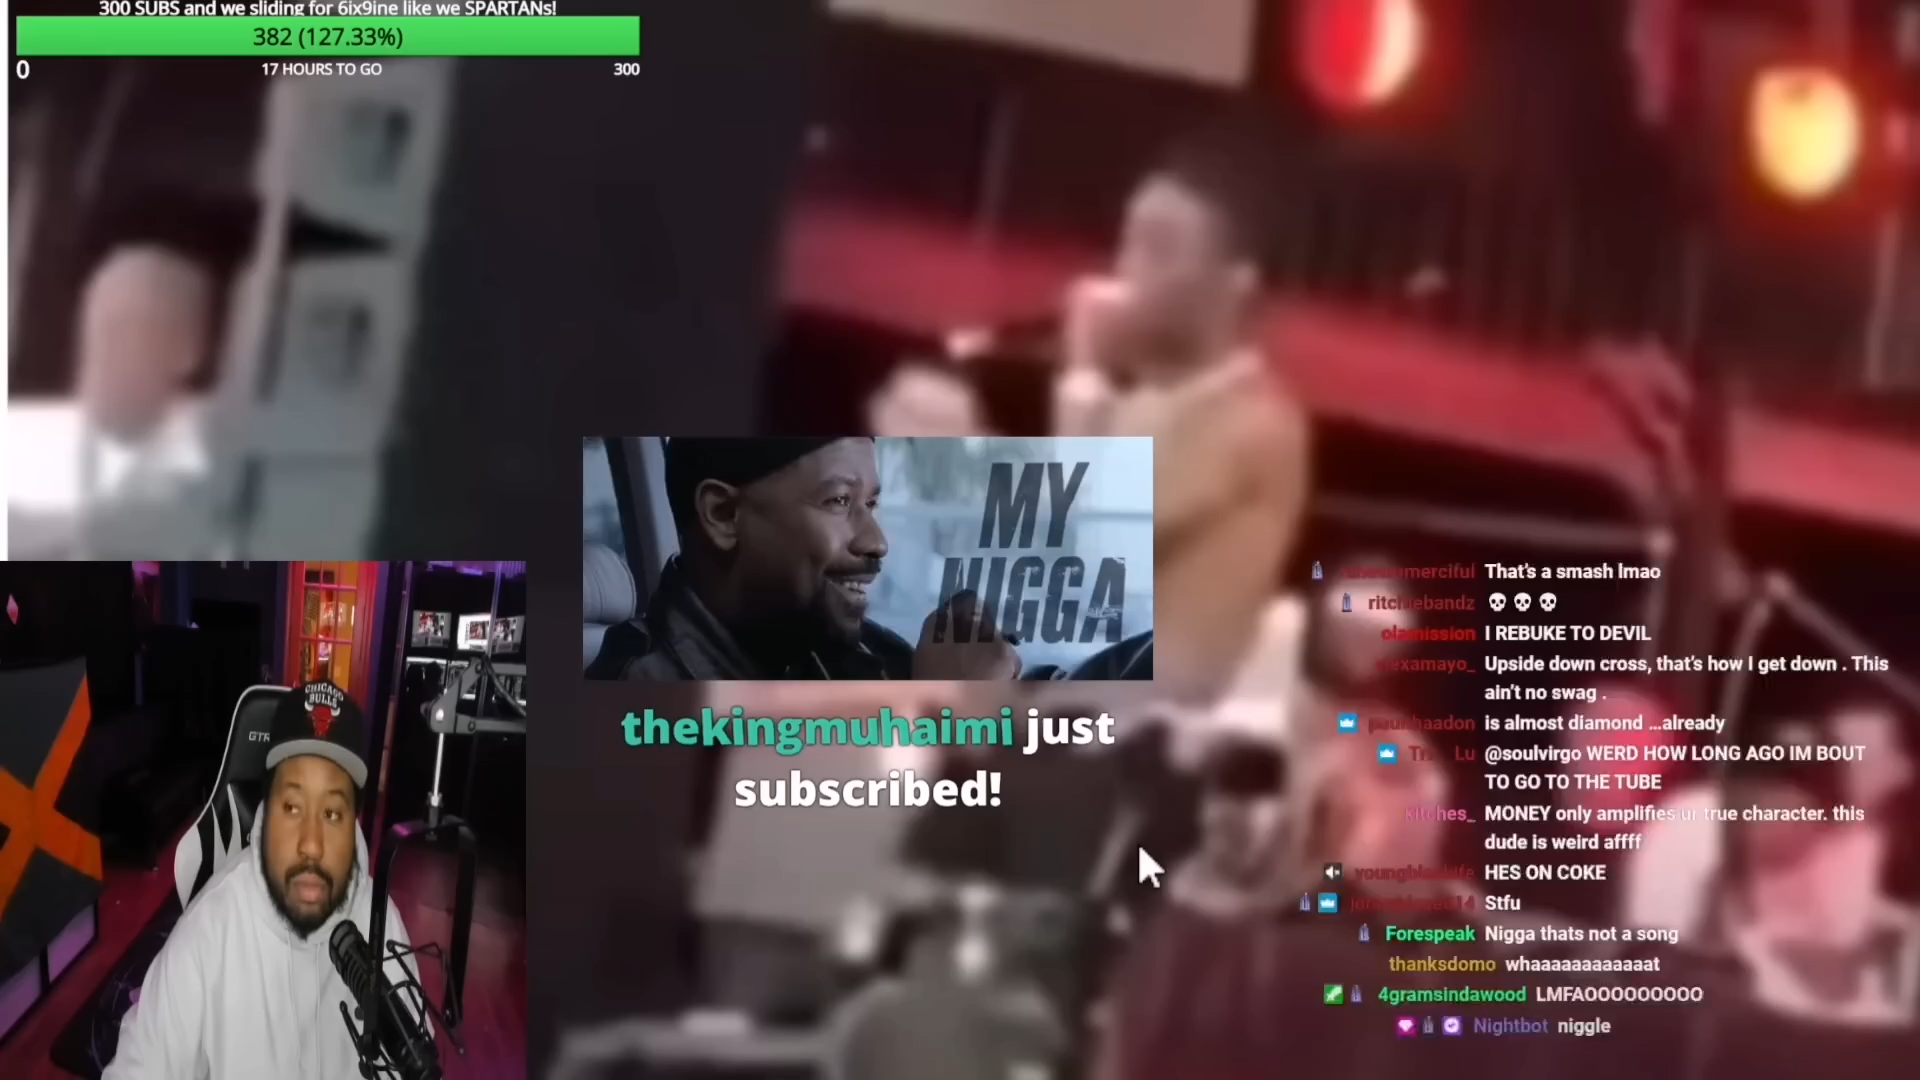 300 SUBS and we sliding for 6ix9ine like we SPARTANs!
382 (127.33%)
0
17 HOURS TO GO
300
MY
NIGGA
thekingmuhaimi just
subscribed!
CHICAGO
BULLS
GTR
That's a smash lmao
ritchiebandz
olamission I REBUKE TO DEVIL
Upside down cross, that's how I get down . This
ain't no swag .
is almost diamond ...already
@soulvirgo WERD HOW LONG AGO IM BOUT
TO GO TO THE TUBE
MONEY only amplifies ur true character. this
dude is weird affff
HES ON COKE
Stfu
Forespeak Nigga thats not a song
thanksdomo whaaaaaaaaaaat
4gramsindawood LMFAOOOOOOOOO
Nightbot niggle